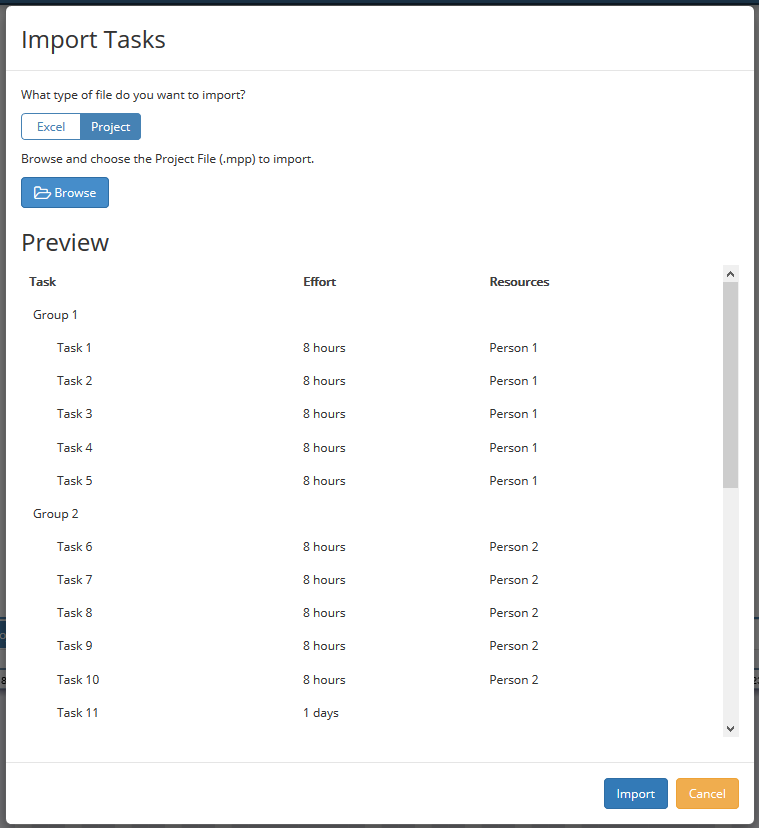 Import Tasks
What type of file do you want to import?
Excel Project
Browse and choose the Project File (.mpp) to import.
Browse
Preview
Task Effort Resources
Group 1
Task 1 8 hours Person 1
Task 2 8 hours Person 1
Task 3 8 hours Person 1
Task 4 8 hours Person 1
Task 5 8 hours Person 1
Group 2
Task 6 8 hours Person 2
Task 7 8 hours Person 2
Task 8 8 hours Person 2
Task 9 8 hours Person 2
Task 10 8 hours Person 2
Task 11 1 days
Import Cancel